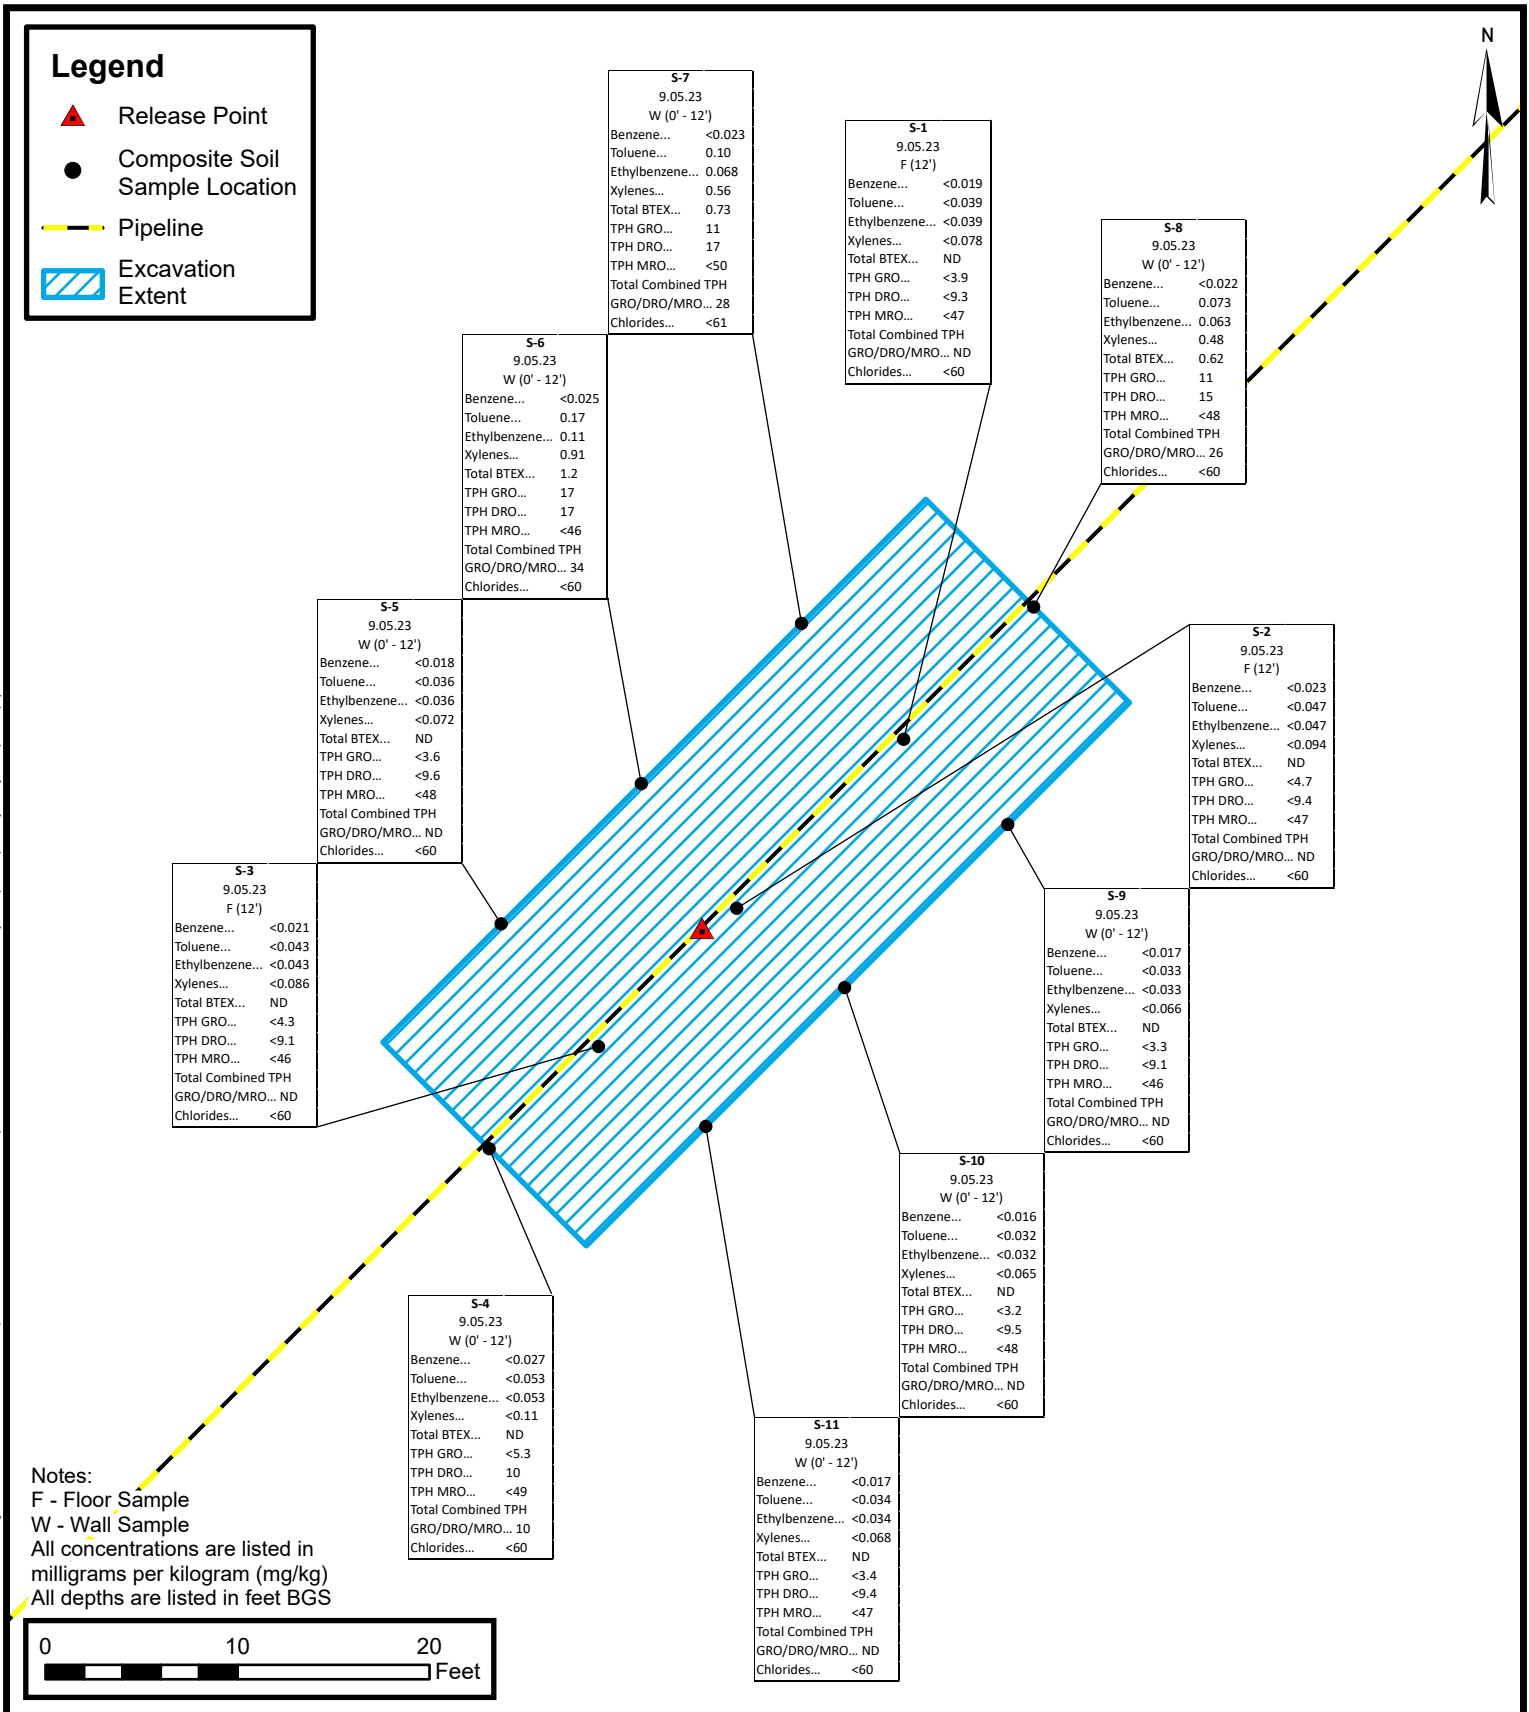 Legend
Release Point
Composite Soil
Sample Location
Pipeline
Excavation
Extent
N
S-7
9.05.23
W (0' - 12')
Benzene... <0.023
Toluene... 0.10
Ethylbenzene... 0.068
Xylenes... 0.56
Total BTEX... 0.73
TPH GRO... 11
TPH DRO... 17
TPH MRO... <50
Total Combined TPH
GRO/DRO/MRO... 28
Chlorides... <61
S-1
9.05.23
F (12')
Benzene... <0.019
Toluene... <0.039
Ethylbenzene... <0.039
Xylenes... <0.078
Total BTEX... ND
TPH GRO... <3.9
TPH DRO... <9.3
TPH MRO... <47
Total Combined TPH
GRO/DRO/MRO... ND
Chlorides... <60
S-8
9.05.23
W (0' - 12')
Benzene... <0.022
Toluene... 0.073
Ethylbenzene... 0.063
Xylenes... 0.48
Total BTEX... 0.62
TPH GRO... 11
TPH DRO... 15
TPH MRO... <48
Total Combined TPH
GRO/DRO/MRO... 26
Chlorides... <60
S-6
9.05.23
W (0' - 12')
Benzene... <0.025
Toluene... 0.17
Ethylbenzene... 0.11
Xylenes... 0.91
Total BTEX... 1.2
TPH GRO... 17
TPH DRO... 17
TPH MRO... <46
Total Combined TPH
GRO/DRO/MRO... 34
Chlorides... <60
S-5
9.05.23
W (0' - 12')
Benzene... <0.018
Toluene... <0.036
Ethylbenzene... <0.036
Xylenes... <0.072
Total BTEX... ND
TPH GRO... <3.6
TPH DRO... <9.6
TPH MRO... <48
Total Combined TPH
GRO/DRO/MRO... ND
Chlorides... <60
S-2
9.05.23
F (12')
Benzene... <0.023
Toluene... <0.047
Ethylbenzene... <0.047
Xylenes... <0.094
Total BTEX... ND
TPH GRO... <4.7
TPH DRO... <9.4
TPH MRO... <47
Total Combined TPH
GRO/DRO/MRO... ND
Chlorides... <60
S-3
9.05.23
F (12')
Benzene... <0.021
Toluene... <0.043
Ethylbenzene... <0.043
Xylenes... <0.086
Total BTEX... ND
TPH GRO... <4.3
TPH DRO... <9.1
TPH MRO... <46
Total Combined TPH
GRO/DRO/MRO... ND
Chlorides... <60
S-9
9.05.23
W (0' - 12')
Benzene... <0.017
Toluene... <0.033
Ethylbenzene... <0.033
Xylenes... <0.066
Total BTEX... ND
TPH GRO... <3.3
TPH DRO... <9.1
TPH MRO... <46
Total Combined TPH
GRO/DRO/MRO... ND
Chlorides... <60
S-10
9.05.23
W (0' - 12')
Benzene... <0.016
Toluene... <0.032
Ethylbenzene... <0.032
Xylenes... <0.065
Total BTEX... ND
TPH GRO... <3.2
TPH DRO... <9.5
TPH MRO... <48
Total Combined TPH
GRO/DRO/MRO... ND
Chlorides... <60
S-4
9.05.23
W (0' - 12')
Benzene... <0.027
Toluene... <0.053
Ethylbenzene... <0.053
Xylenes... <0.11
Total BTEX... ND
TPH GRO... <5.3
TPH DRO... 10
TPH MRO... <49
Total Combined TPH
GRO/DRO/MRO... 10
Chlorides... <60
S-11
9.05.23
W (0' - 12')
Benzene... <0.017
Toluene... <0.034
Ethylbenzene... <0.034
Xylenes... <0.068
Total BTEX... ND
TPH GRO... <3.4
TPH DRO... <9.4
TPH MRO... <47
Total Combined TPH
GRO/DRO/MRO... ND
Chlorides... <60
Notes:
F - Floor Sample
W - Wall Sample
All concentrations are listed in
milligrams per kilogram (mg/kg)
All depths are listed in feet BGS
0 10 20
Feet